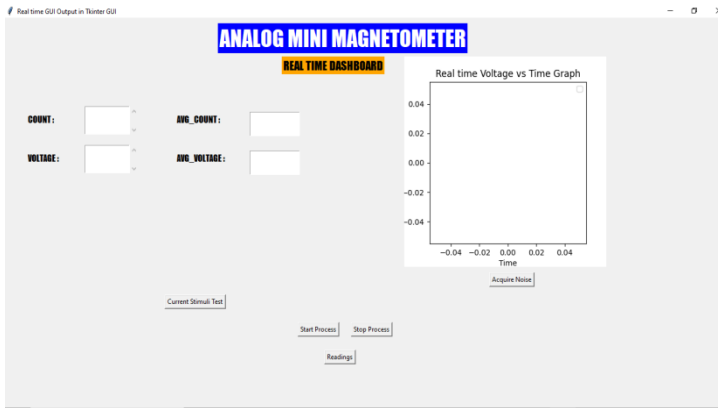 Real time GUI Output in Tkinter GUI
ANALOG MINI MAGNETOMETER
REAL TIME DASHBOARD
Real time Voltage vs Time Graph
COUNT : AVG_COUNT :
VOLTAGE : AVG_VOLTAGE :
0.04
0.02
0.00
−0.02
−0.04
−0.04 −0.02 0.00 0.02 0.04
Time
Acquire Noise
Current Stimuli Test
Start Process Stop Process
Readings